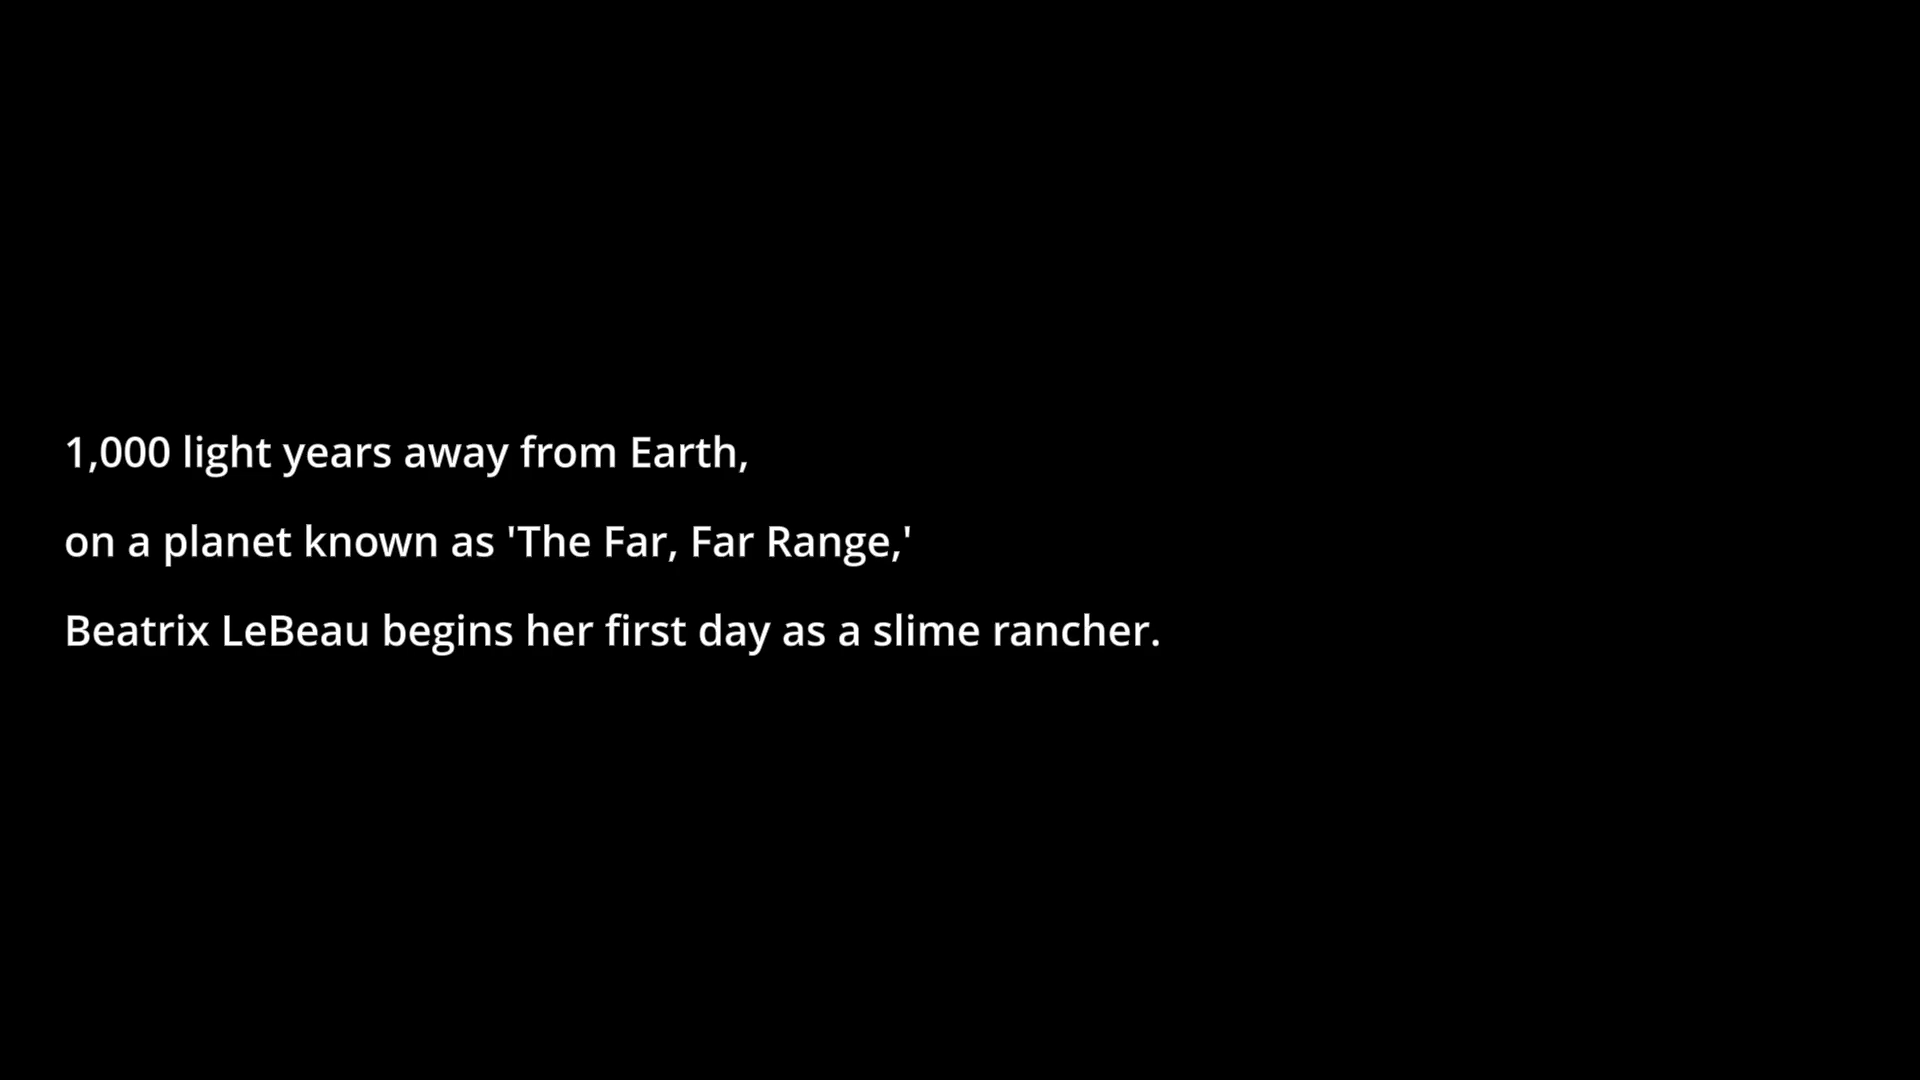 1,000 light years away from Earth,
on a planet known as 'The Far, Far Range,'
Beatrix LeBeau begins her first day as a slime rancher.